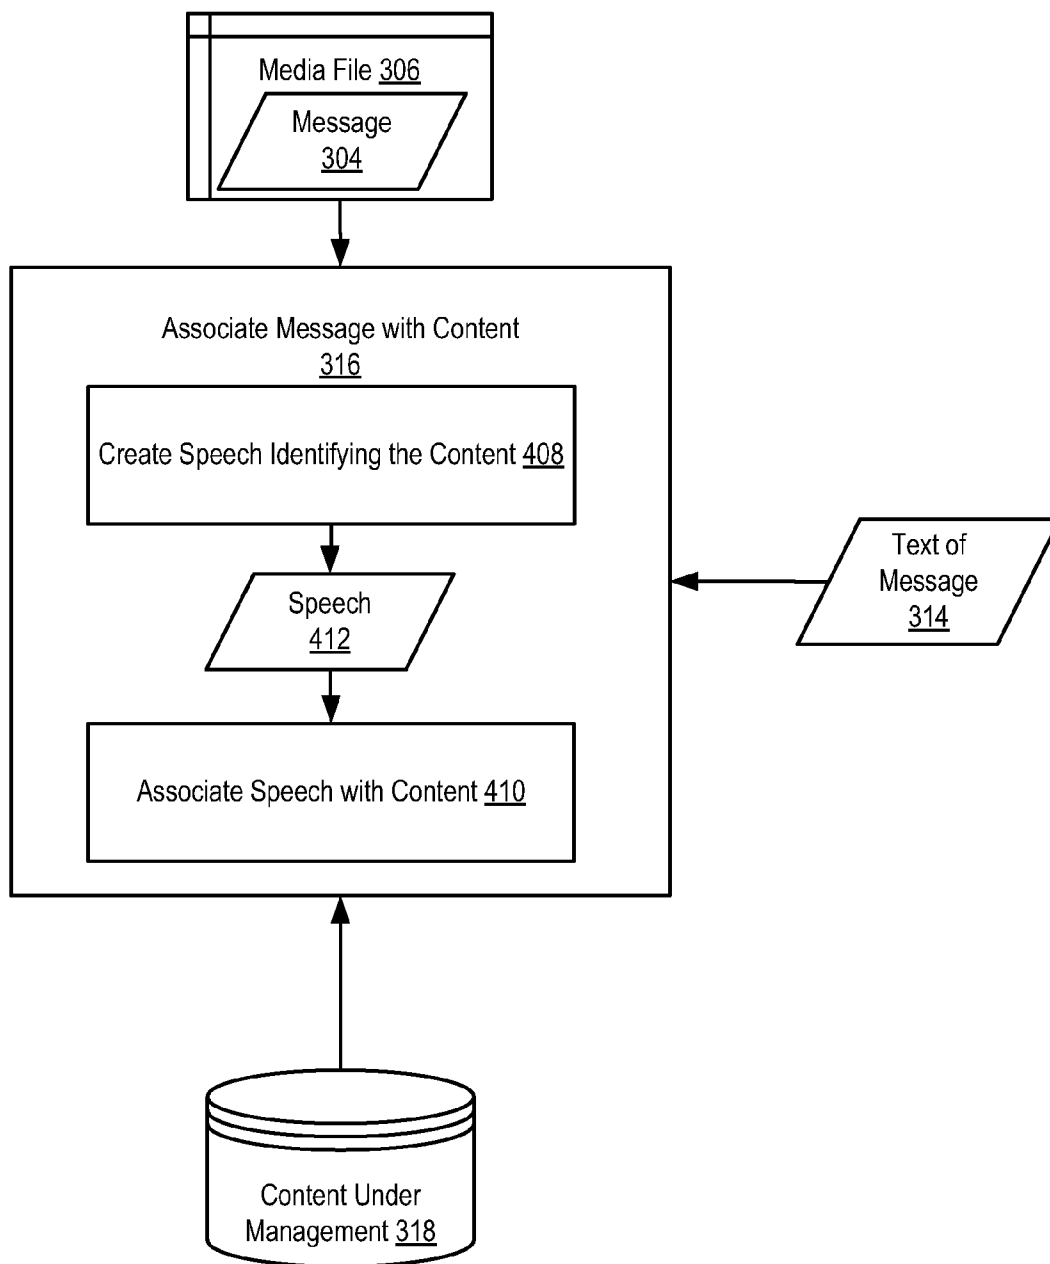 Media File 306
Message
304
Associate Message with Content
316
Create Speech Identifying the Content 408
Speech
412
Text of
Message
314
Associate Speech with Content 410
Content Under
Management 318